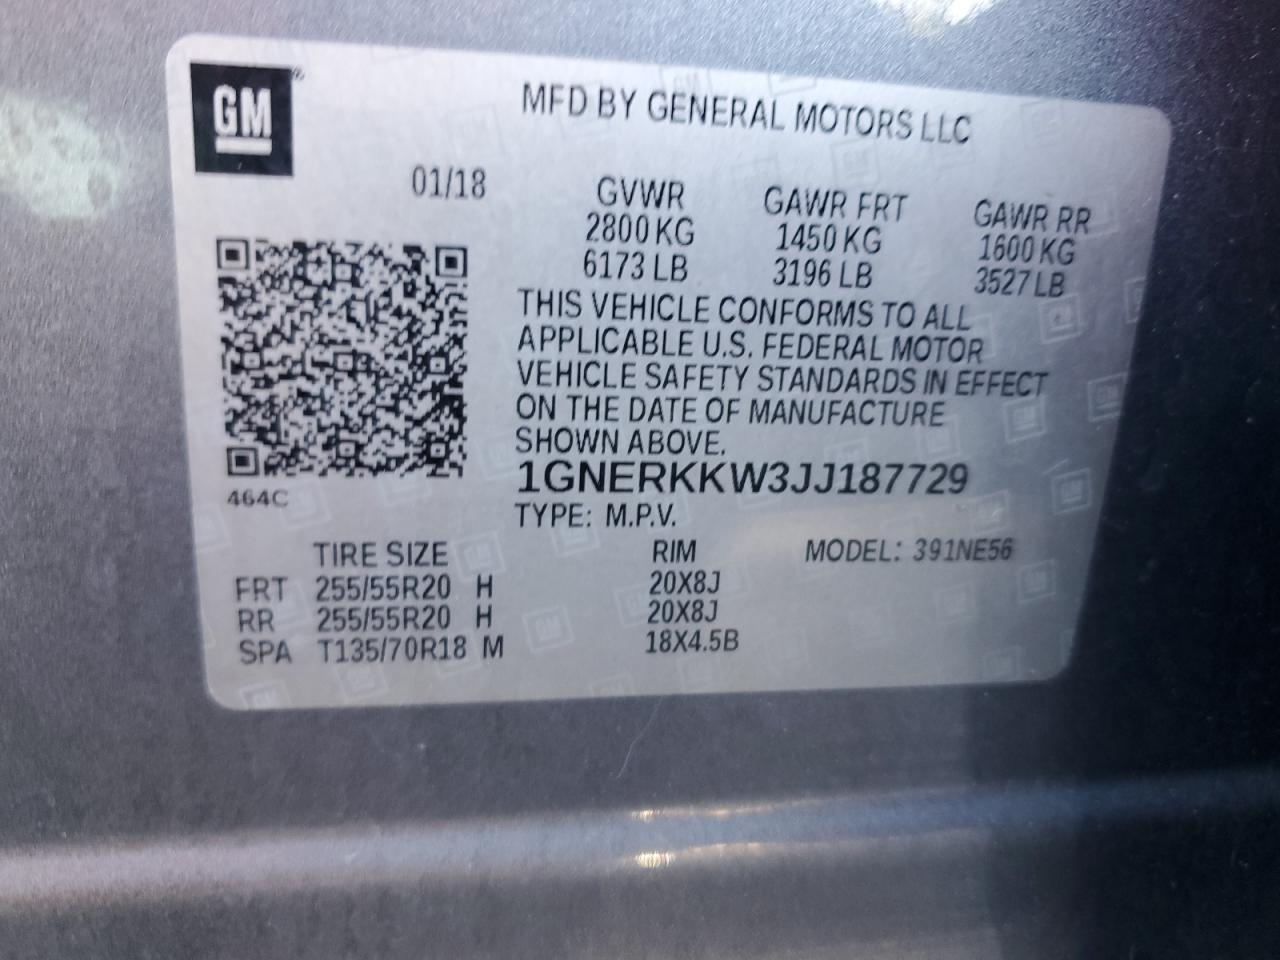 GM
MFD BY GENERAL MOTORS LLC
01/18
GVWR GAWR FRT GAWR RR
2800 KG 1450 KG 1600 KG
6173 LB 3196 LB 3527 LB
THIS VEHICLE CONFORMS TO ALL
APPLICABLE U.S. FEDERAL MOTOR
VEHICLE SAFETY STANDARDS IN EFFECT
ON THE DATE OF MANUFACTURE
SHOWN ABOVE.
1GNERKKW3JJ187729
464C
TYPE: M.P.V.
TIRE SIZE RIM MODEL: 391NE56
FRT 255/55R20 H 20X8J
RR 255/55R20 H 20X8J
SPA T135/70R18 M 18X4.5B